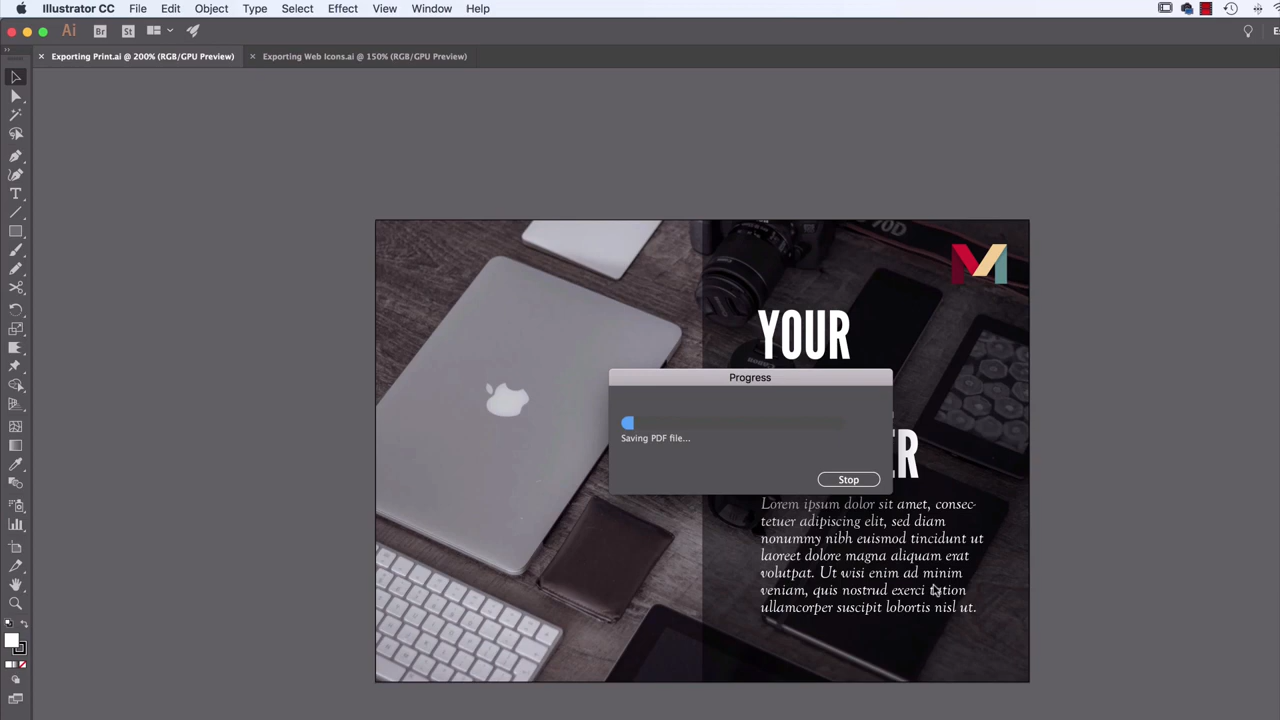 Illustrator CC File Edit Object Type Select Effect View Window Help
Ai Br St
× Exporting Print.ai @ 200% (RGB/GPU Preview) × Exporting Web Icons.ai @ 150% (RGB/GPU Preview)
70D
YOUR
Progress
Saving PDF file...
ER
Stop
Lorem ipsum dolor sit amet, consec-
tetuer adipiscing elit, sed diam
nonummy nibh euismod tincidunt ut
laoreet dolore magna aliquam erat
volutpat. Ut wisi enim ad minim
veniam, quis nostrud exerci tation
ullamcorper suscipit lobortis nisl ut.